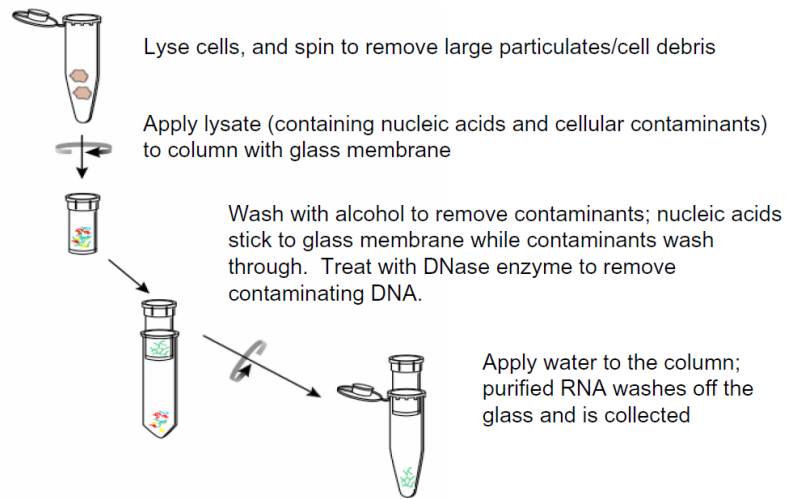 Lyse cells, and spin to remove large particulates/cell debris
Apply lysate (containing nucleic acids and cellular contaminants)
to column with glass membrane
Wash with alcohol to remove contaminants; nucleic acids
stick to glass membrane while contaminants wash
through.  Treat with DNase enzyme to remove
contaminating DNA.
Apply water to the column;
purified RNA washes off the
glass and is collected